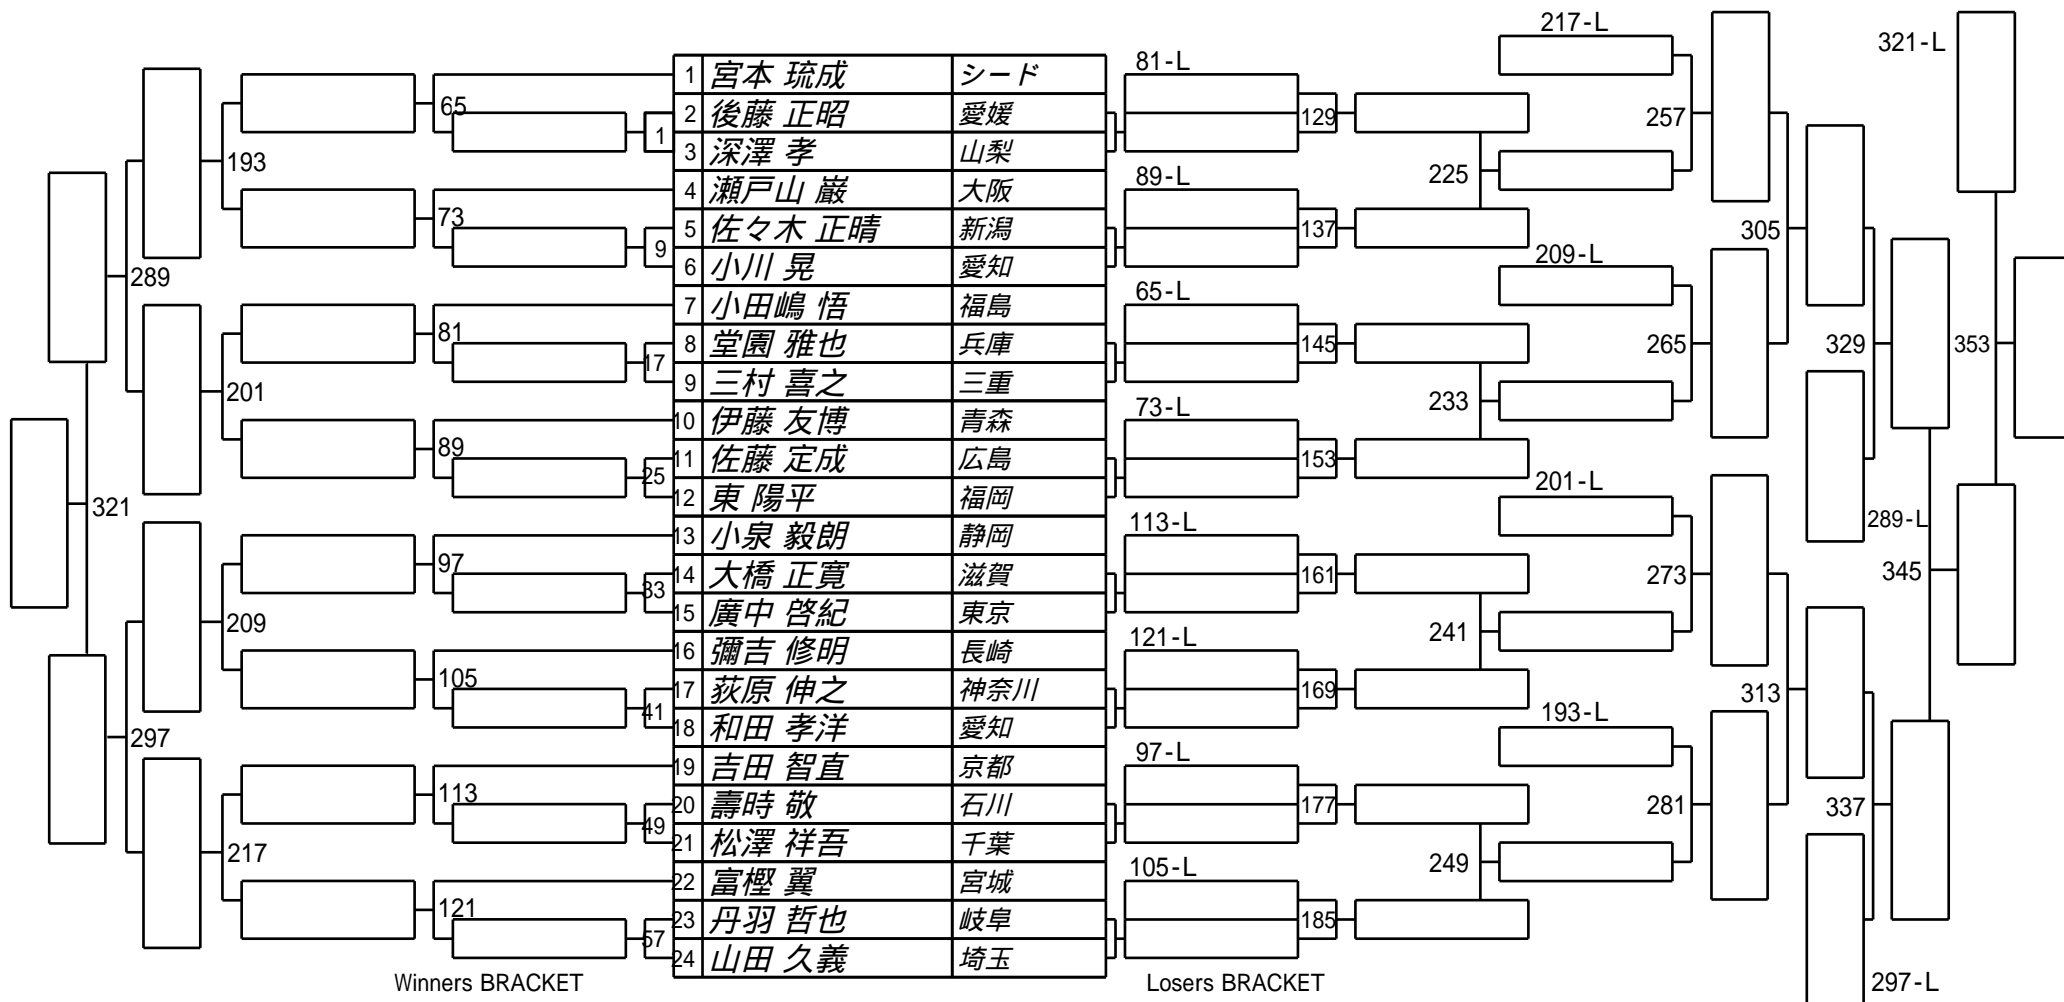 217-L
321-L
1 宮本 琉成 シード
81-L
65
2 後藤 正昭 愛媛
129
257
1
3 深澤 孝 山梨
193
4 瀬戸山 巌 大阪
89-L
225
73
5 佐々木 正晴 新潟
137
305
9
6 小川 晃 愛知
209-L
289
7 小田嶋 悟 福島
65-L
81
8 堂園 雅也 兵庫
145
265
329
353
17
9 三村 喜之 三重
201
233
10 伊藤 友博 青森
73-L
89
11 佐藤 定成 広島
153
25
12 東 陽平 福岡
201-L
321
289-L
13 小泉 毅朗 静岡
113-L
97
14 大橋 正寛 滋賀
161
273
345
33
15 廣中 啓紀 東京
209
241
16 彌吉 修明 長崎
121-L
105
17 荻原 伸之 神奈川
169
313
41
18 和田 孝洋 愛知
193-L
297
19 吉田 智直 京都
97-L
113
20 壽時 敬 石川
177
281
337
49
21 松澤 祥吾 千葉
217
249
22 富樫 翼 宮城
105-L
121
23 丹羽 哲也 岐阜
185
57
24 山田 久義 埼玉
Winners BRACKET
Losers BRACKET
297-L